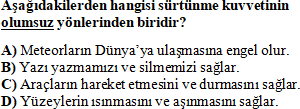 Aşağıdakilerden hangisi sürtünme kuvvetinin
olumsuz yönlerinden biridir?
A) Meteorların Dünya'ya ulaşmasına engel olur.
B) Yazı yazmamızı ve silmemizi sağlar.
C) Araçların hareket etmesini ve durmasını sağlar.
D) Yüzeylerin ısınmasını ve aşınmasını sağlar.